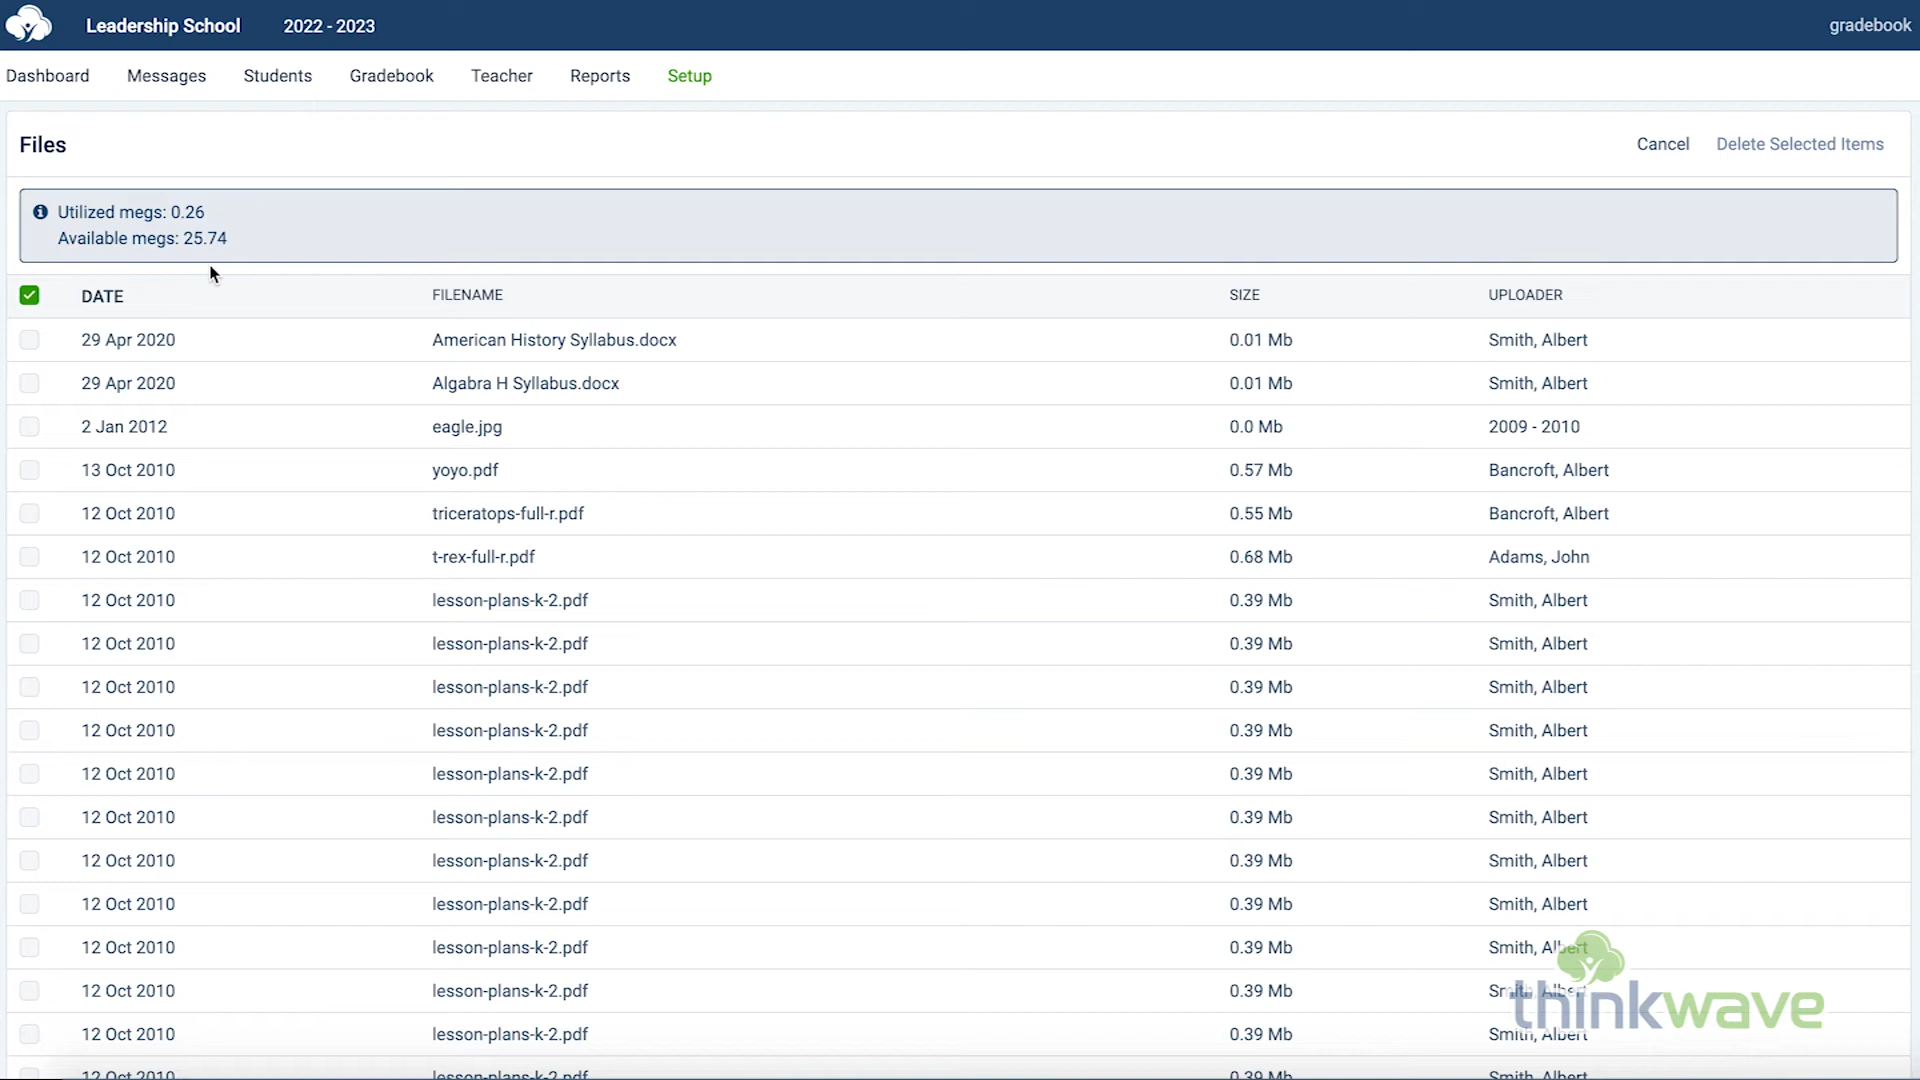 Leadership School 2022 - 2023 gradebook
Dashboard Messages Students Gradebook Teacher Reports Setup
Files Cancel Delete Selected Items
Utilized megs: 0.26
Available megs: 25.74
DATE FILENAME SIZE UPLOADER
29 Apr 2020 American History Syllabus.docx 0.01 Mb Smith, Albert
29 Apr 2020 Algabra H Syllabus.docx 0.01 Mb Smith, Albert
2 Jan 2012 eagle.jpg 0.0 Mb 2009 - 2010
13 Oct 2010 yoyo.pdf 0.57 Mb Bancroft, Albert
12 Oct 2010 triceratops-full-r.pdf 0.55 Mb Bancroft, Albert
12 Oct 2010 t-rex-full-r.pdf 0.68 Mb Adams, John
12 Oct 2010 lesson-plans-k-2.pdf 0.39 Mb Smith, Albert
12 Oct 2010 lesson-plans-k-2.pdf 0.39 Mb Smith, Albert
12 Oct 2010 lesson-plans-k-2.pdf 0.39 Mb Smith, Albert
12 Oct 2010 lesson-plans-k-2.pdf 0.39 Mb Smith, Albert
12 Oct 2010 lesson-plans-k-2.pdf 0.39 Mb Smith, Albert
12 Oct 2010 lesson-plans-k-2.pdf 0.39 Mb Smith, Albert
12 Oct 2010 lesson-plans-k-2.pdf 0.39 Mb Smith, Albert
12 Oct 2010 lesson-plans-k-2.pdf 0.39 Mb Smith, Albert
12 Oct 2010 lesson-plans-k-2.pdf 0.39 Mb Smith, Albert
12 Oct 2010 lesson-plans-k-2.pdf 0.39 Mb Smith, Albert
thinkwave
12 Oct 2010 lesson-plans-k-2.pdf 0.39 Mb Smith, Albert
12 Oct 2010 lesson-plans-k-2.pdf 0.39 Mb Smith, Albert